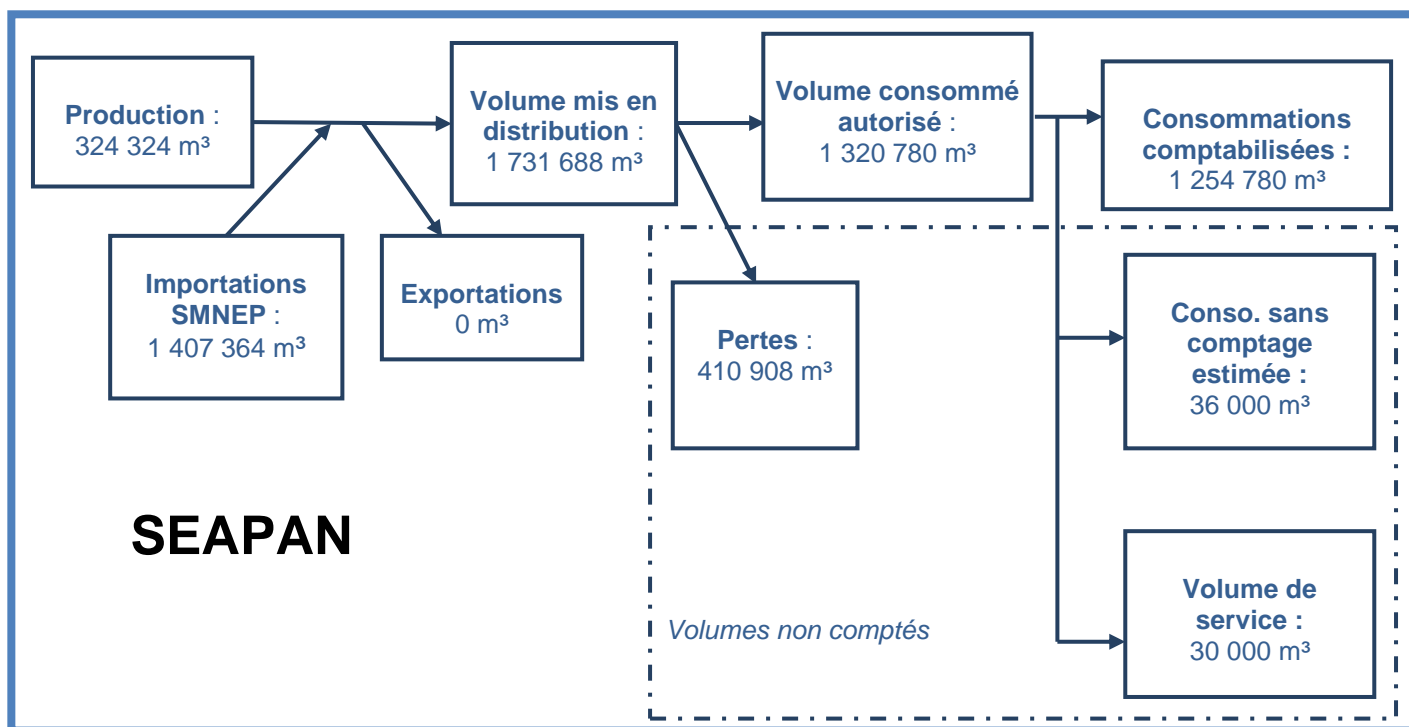 Production :
324 324 m³
Volume mis en
distribution :
1 731 688 m³
Volume consommé
autorisé :
1 320 780 m³
Consommations
comptabilisées :
1 254 780 m³
Importations
SMNEP :
1 407 364 m³
Exportations
0 m³
Pertes :
410 908 m³
Conso. sans
comptage
estimée :
36 000 m³
SEAPAN
Volumes non comptés
Volume de
service :
30 000 m³